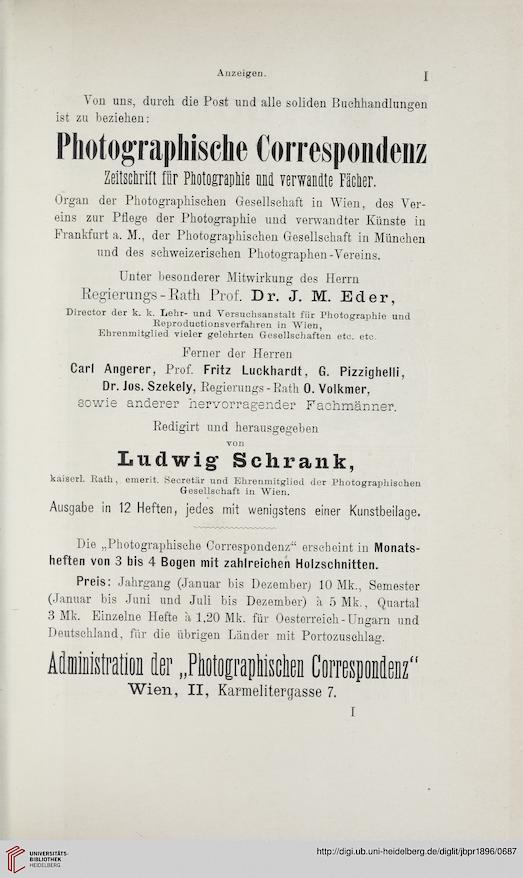 Anzeigen.
I
Von uns, durch die Post und alle soliden Buchhandlungen
ist zu beziehen:
Photographische Correspondenz
Zeitschrift für Photographie und verwandte Fächer.
Organ der Photographischen Gesellschaft in Wien, des Ver-
eins zur Pflege der Photographie und verwandter Künste in
Frankfurt a. M., der Photographischen Gesellschaft in München
und des schweizerischen Photographen-Vereins.
Unter besonderer Mitwirkung des Herrn
Regierungs-Rath Prof. Dr. J. M. Eder,
Director der k. k. Lehr- und Versuchsanstalt für Photographie und
Reproductionsverfahren in Wien,
Ehrenmitglied vieler gelehrten Gesellschaften etc. etc.
Ferner der Herren
Carl Angerer, Prof. Fritz Luckhardt, G. Pizzighelli,
Dr. Jos. Szekely, Regierungs-Rath O. Volkmer,
sowie anderer hervorragender Fachmänner.
Redigirt und herausgegeben
von
Ludwig Schrank,
kaiserl. Rath, emerit. Secretär und Ehrenmitglied der Photographischen
Gesellschaft in Wien.
Ausgabe in 12 Heften, jedes mit wenigstens einer Kunstbeilage.
Die „Photographische Correspondenz“ erscheint in Monats-
heften von 3 bis 4 Bogen mit zahlreichen Holzschnitten.
Preis: Jahrgang (Januar bis Dezember) 10 Mk., Semester
(Januar bis Juni und Juli bis Dezember) à 5 Mk., Quartal
3 Mk. Einzelne Hefte à 1,20 Mk. für Oesterreich-Ungarn und
Deutschland, für die übrigen Länder mit Portozuschlag.
Administration der „Photographischen Correspondenz“
Wien, II, Karmelitergasse 7.
I
UNIVERSITÄTS-
BIBLIOTHEK
HEIDELBERG
http://digi.ub.uni-heidelberg.de/diglit/jbpr1896/0687